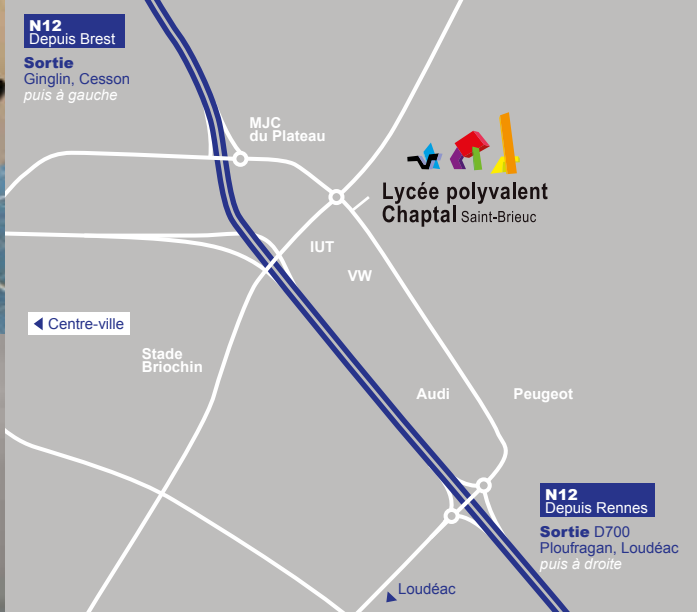 N12
Depuis Brest
Sortie
Ginglin, Cesson
puis à gauche
MJC
du Plateau
Lycée polyvalent
Chaptal Saint-Brieuc
IUT
VW
Centre-ville
Stade
Briochin
Audi
Peugeot
N12
Depuis Rennes
Sortie D700
Ploufragan, Loudéac
puis à droite
Loudéac